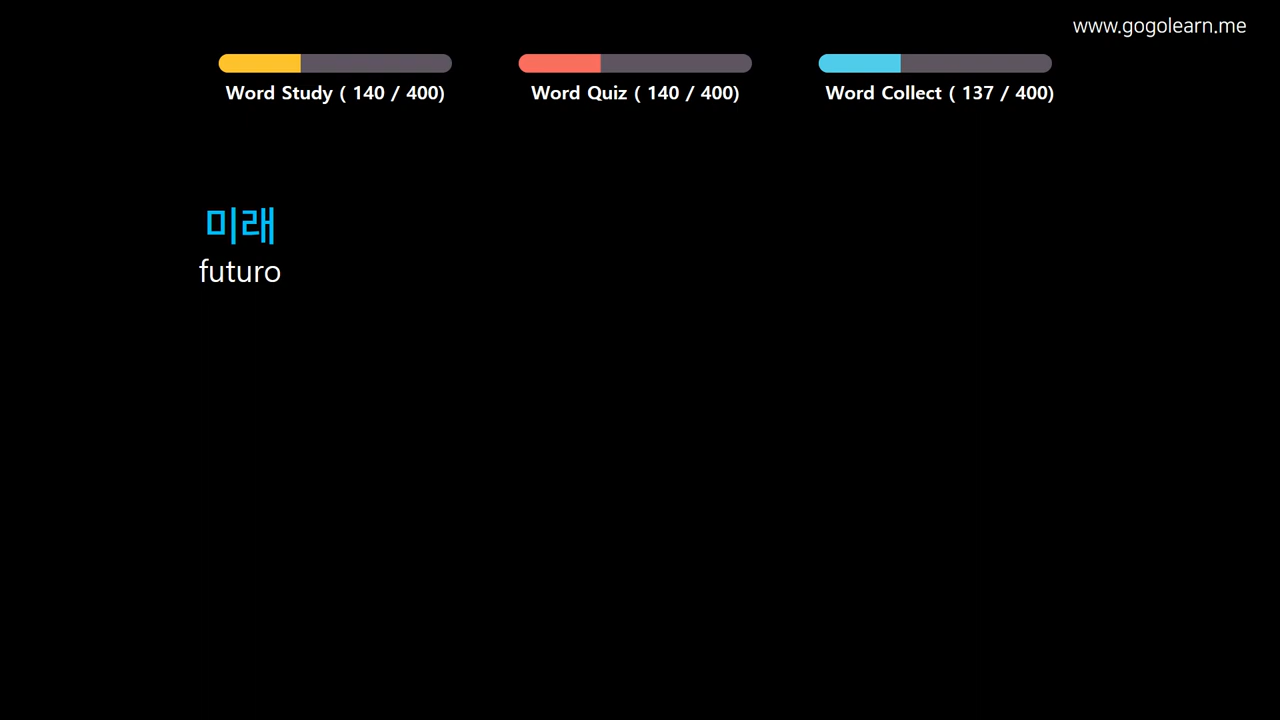 www.gogolearn.me
Word Study ( 140 / 400)
Word Quiz ( 140 / 400)
Word Collect ( 137 / 400)
미래
futuro